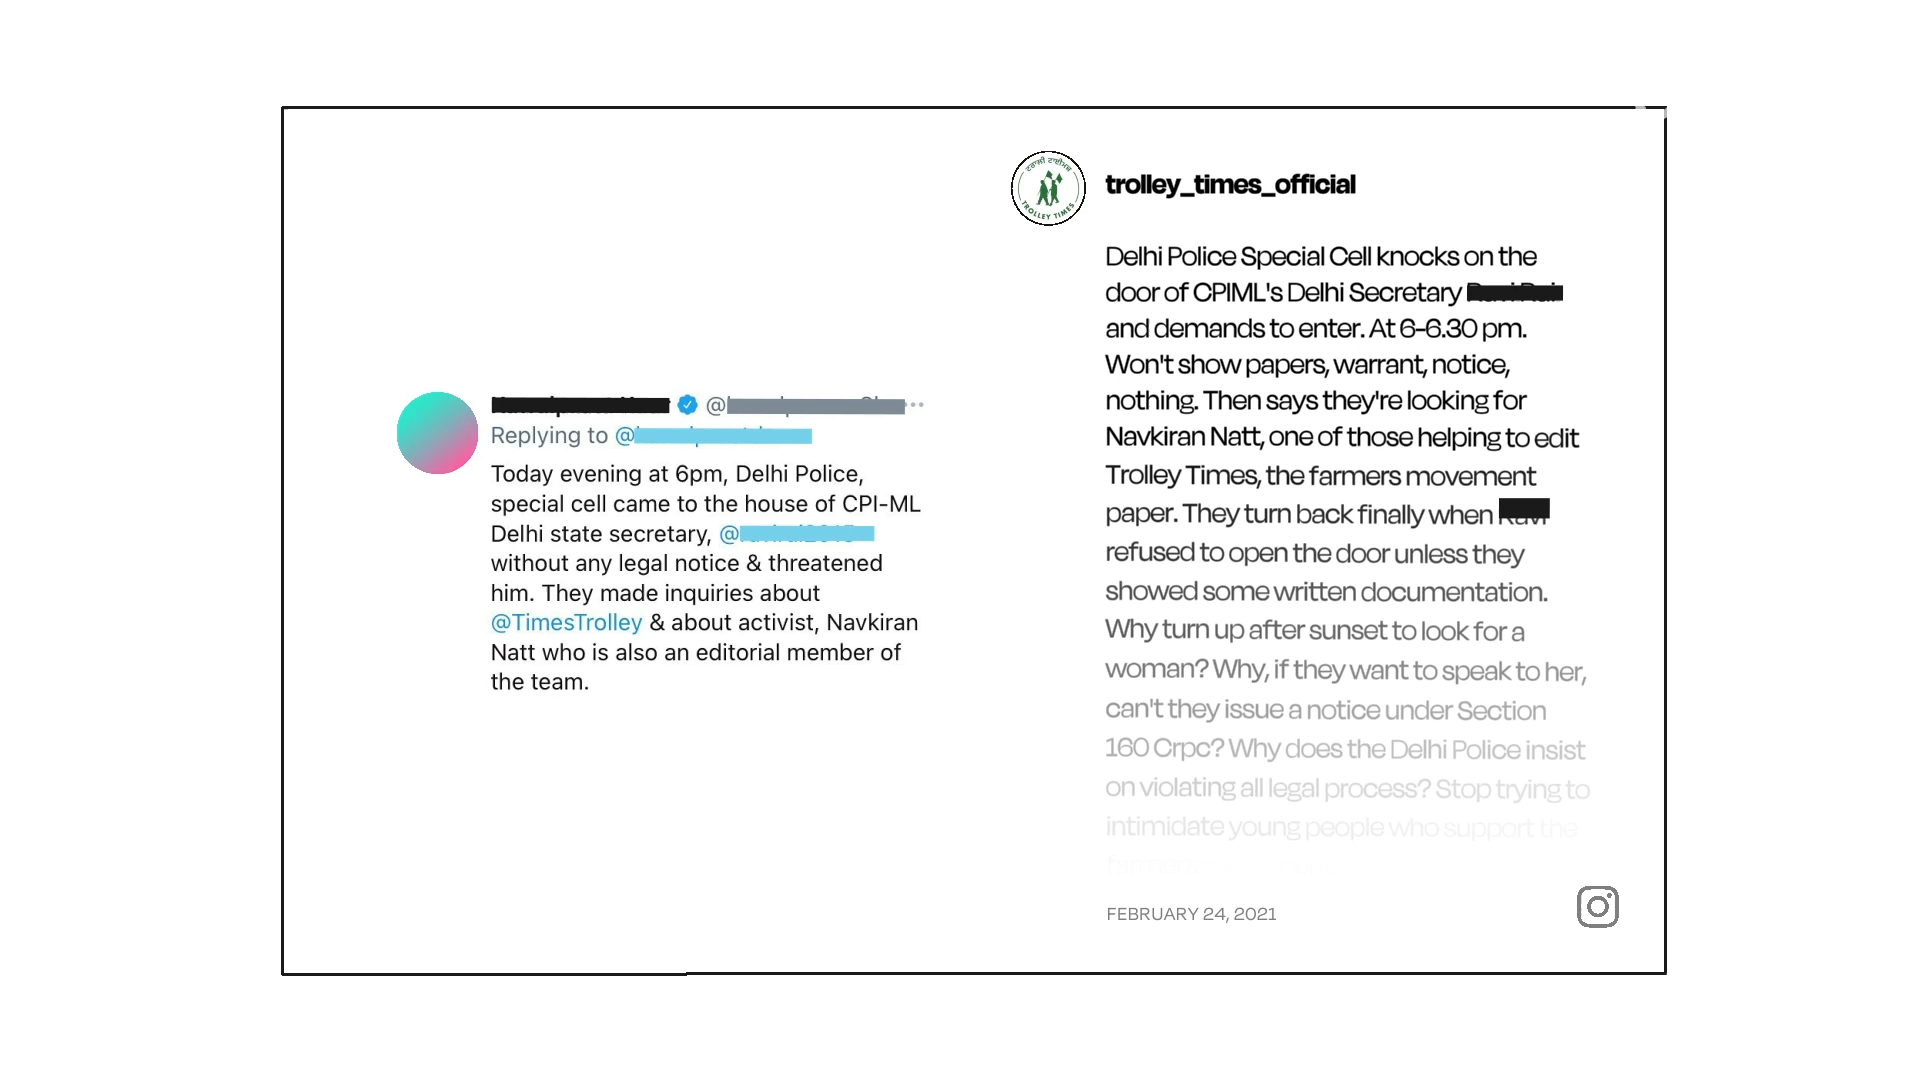 @
Replying to @
Today evening at 6pm, Delhi Police,
special cell came to the house of CPI-ML
Delhi state secretary, @
without any legal notice & threatened
him. They made inquiries about
@TimesTrolley & about activist, Navkiran
Natt who is also an editorial member of
the team.
ਟਰਾਲੀ ਟਾਈਮਜ਼
TROLLEY TIMES
trolley_times_official
Delhi Police Special Cell knocks on the
door of CPIML's Delhi Secretary
and demands to enter. At 6-6.30 pm.
Won't show papers, warrant, notice,
nothing. Then says they're looking for
Navkiran Natt, one of those helping to edit
Trolley Times, the farmers movement
paper. They turn back finally when
refused to open the door unless they
showed some written documentation.
Why turn up after sunset to look for a
woman? Why, if they want to speak to her,
can't they issue a notice under Section
160 Crpc? Why does the Delhi Police insist
on violating all legal process? Stop trying to
intimidate young people who support the
FEBRUARY 24, 2021